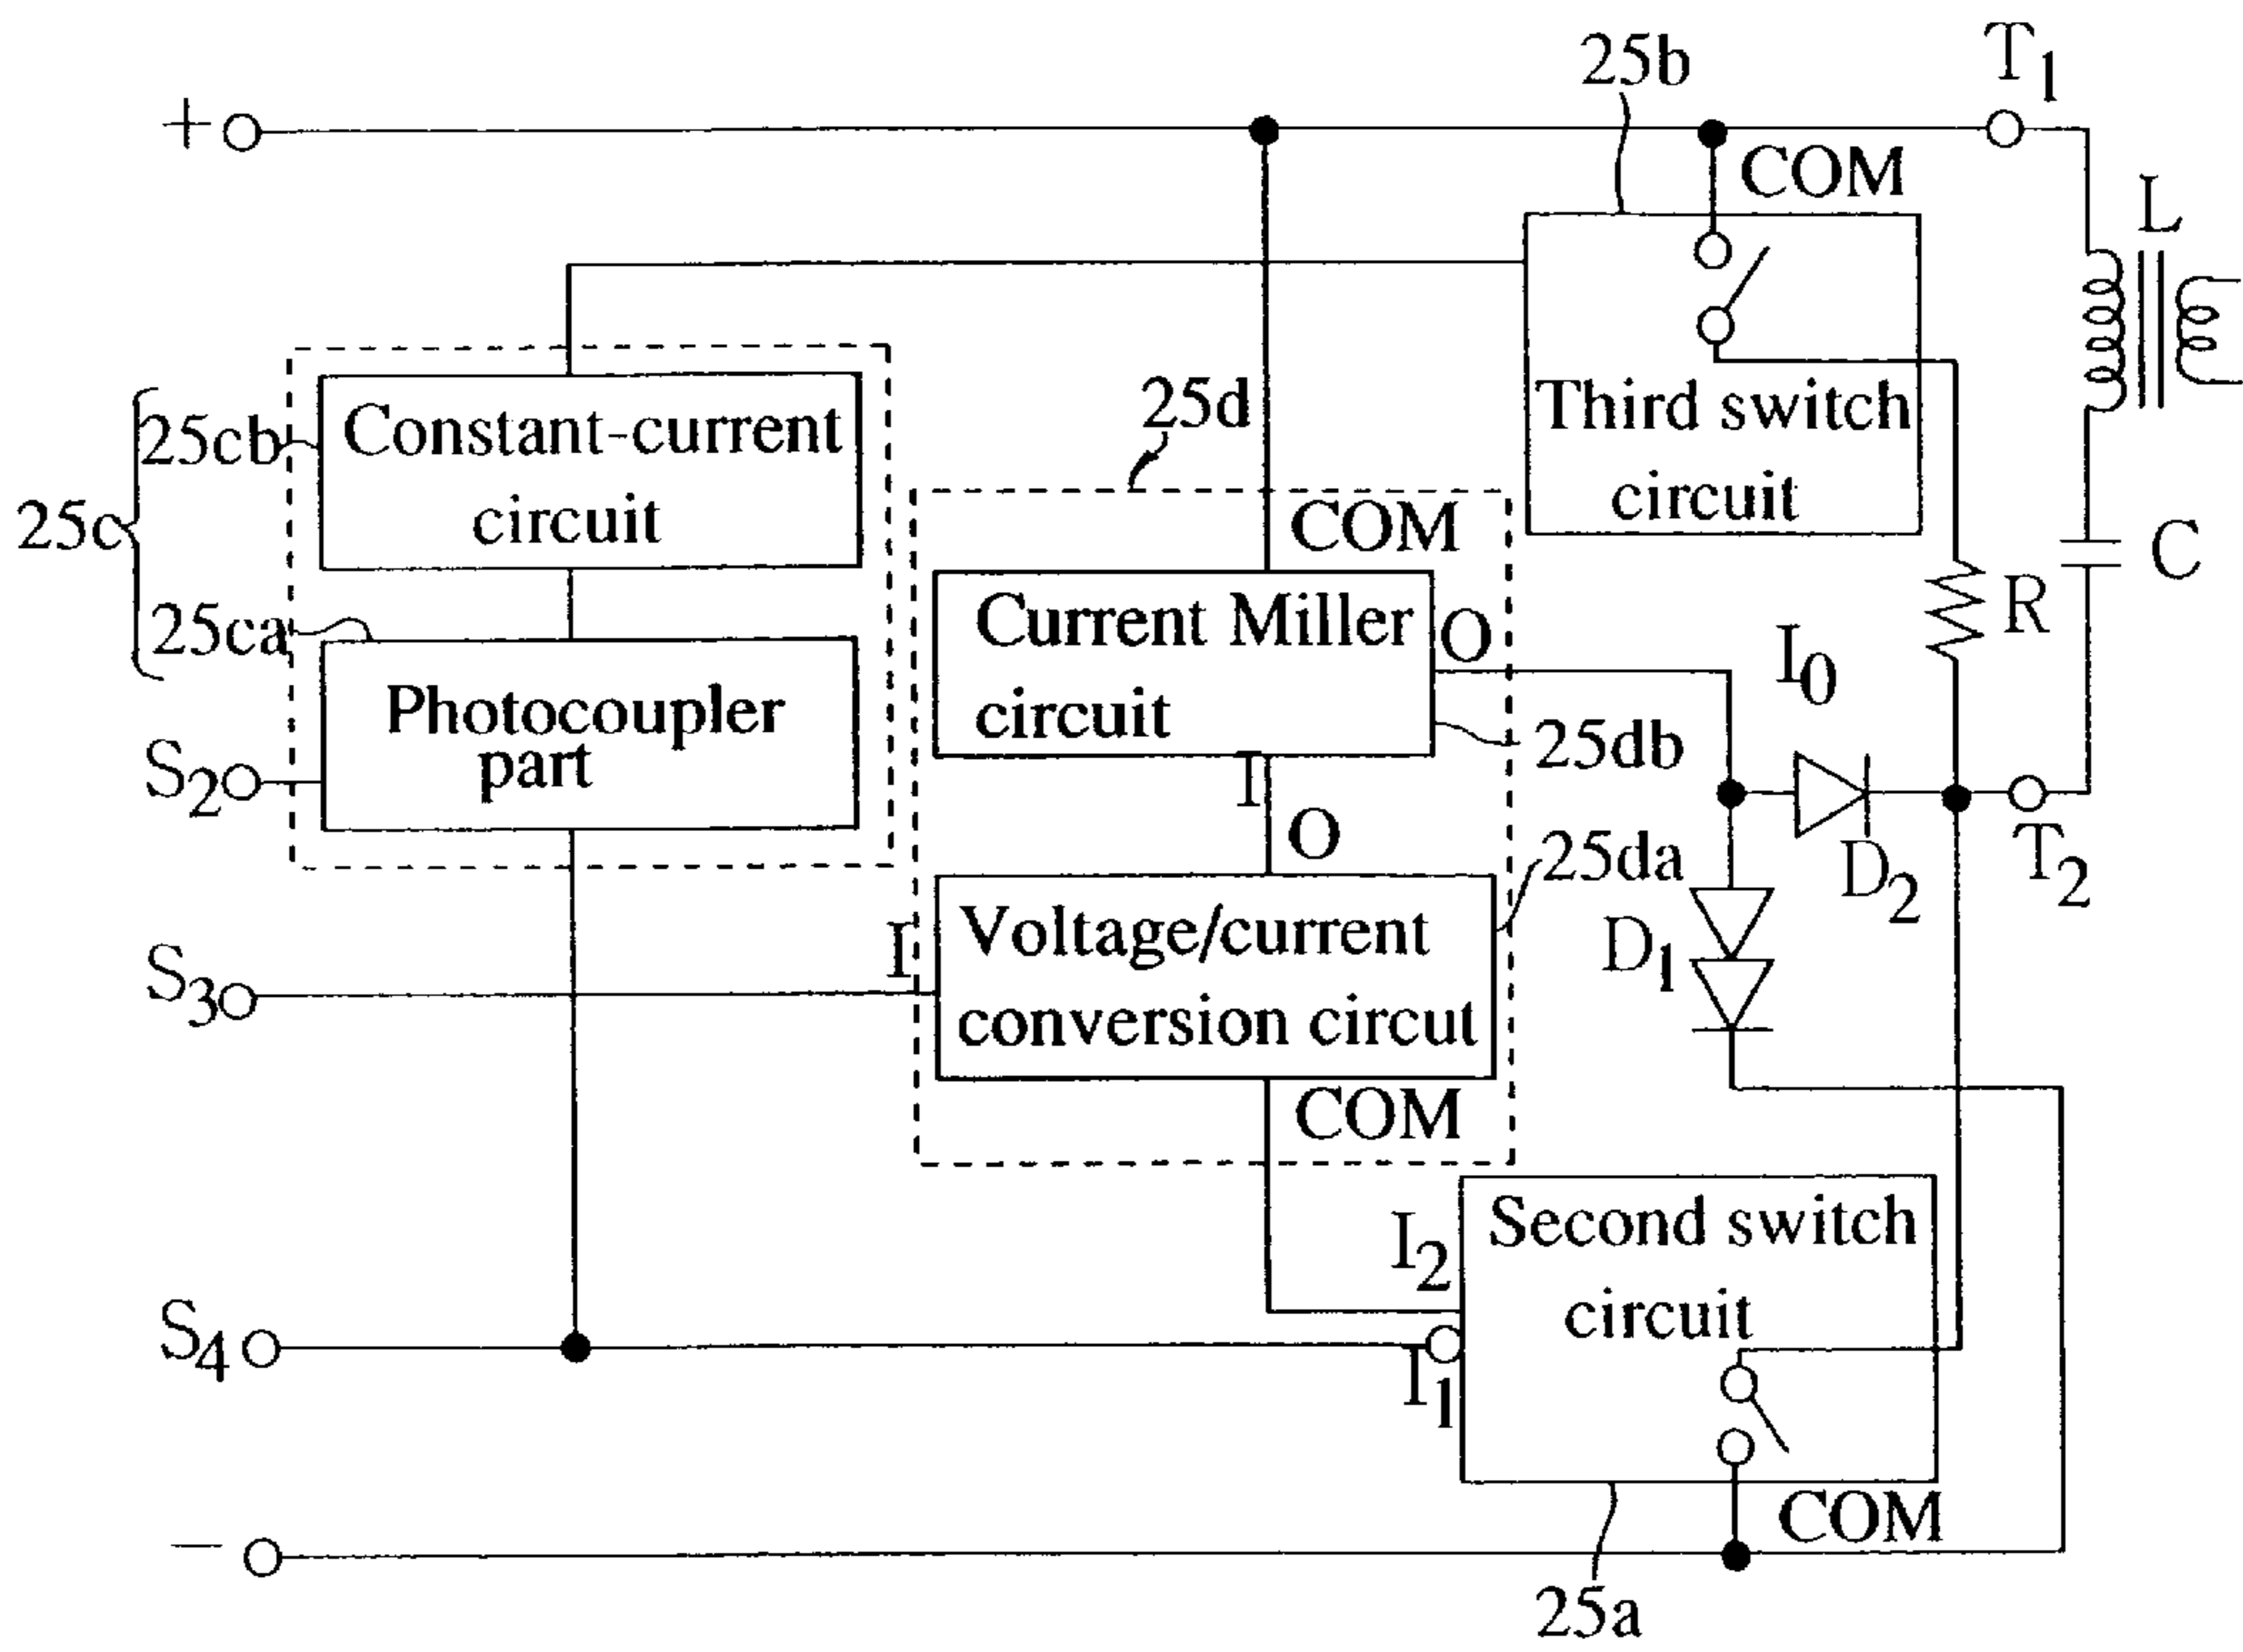 25b
T1
+
COM
L
25d
25cb
Constant-current
circuit
Third switch
circuit
25c
COM
C
25ca
Current Miller
circuit
O
R
I0
Photocoupler
part
25db
S2
I
O
D2
T2
25da
I
Voltage/current
conversion circut
D1
S3
COM
I2
Second switch
circuit
S4
I1
COM
−
25a